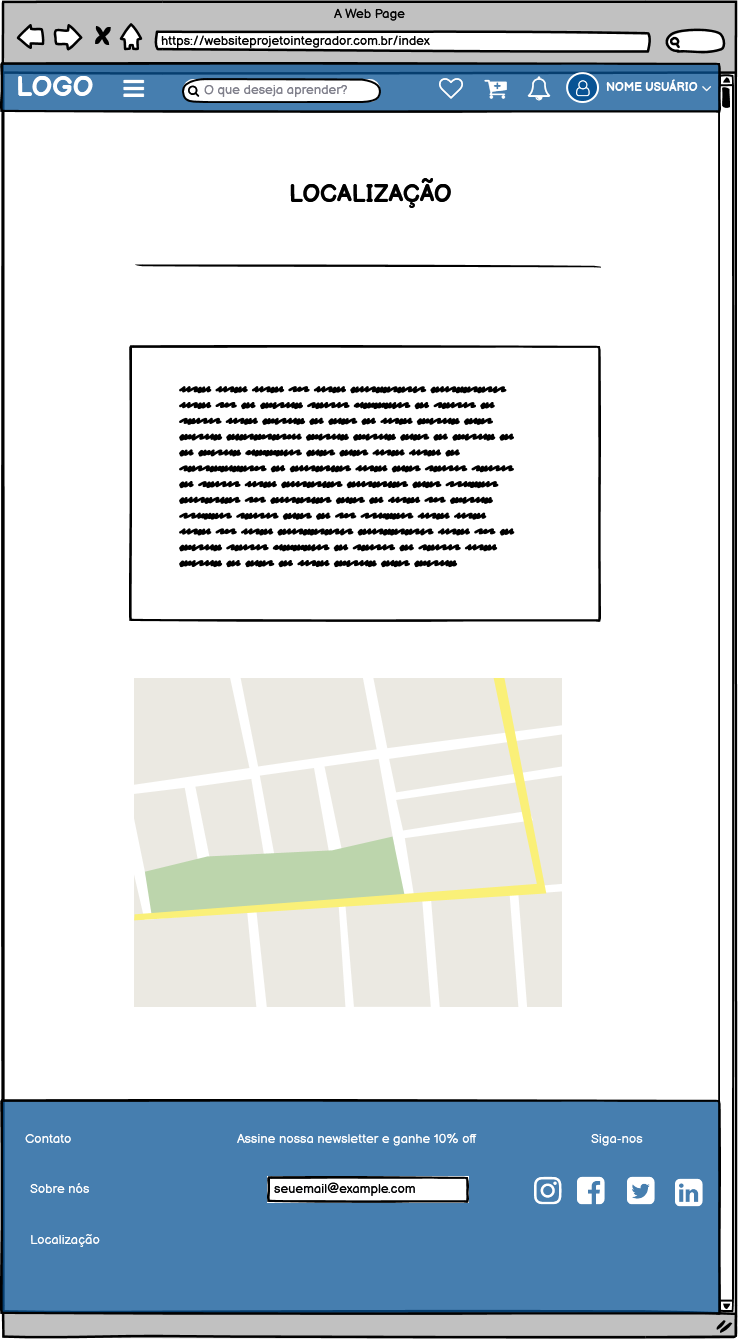 A Web Page
https://websiteprojetointegrador.com.br/index
LOGO
O que deseja aprender?
NOME USUÁRIO
LOCALIZAÇÃO
Contato
Assine nossa newsletter e ganhe 10% off
Siga-nos
Sobre nós
seuemail@example.com
Localização